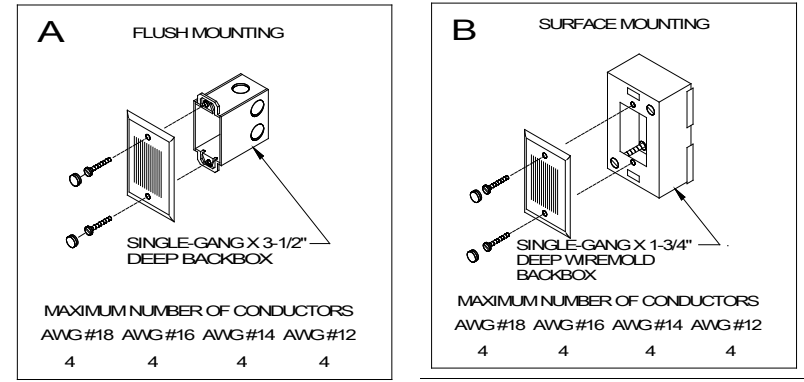 A
FLUSH MOUNTING
SINGLE-GANG X 3-1/2"
DEEP BACKBOX
MAXIMUM NUMBER OF CONDUCTORS
AWG #18 AWG #16 AWG #14 AWG #12
4 4 4 4
B
SURFACE MOUNTING
SINGLE-GANG X 1-3/4"
DEEP WIREMOLD
BACKBOX
MAXIMUM NUMBER OF CONDUCTORS
AWG #18 AWG #16 AWG #14 AWG #12
4 4 4 4